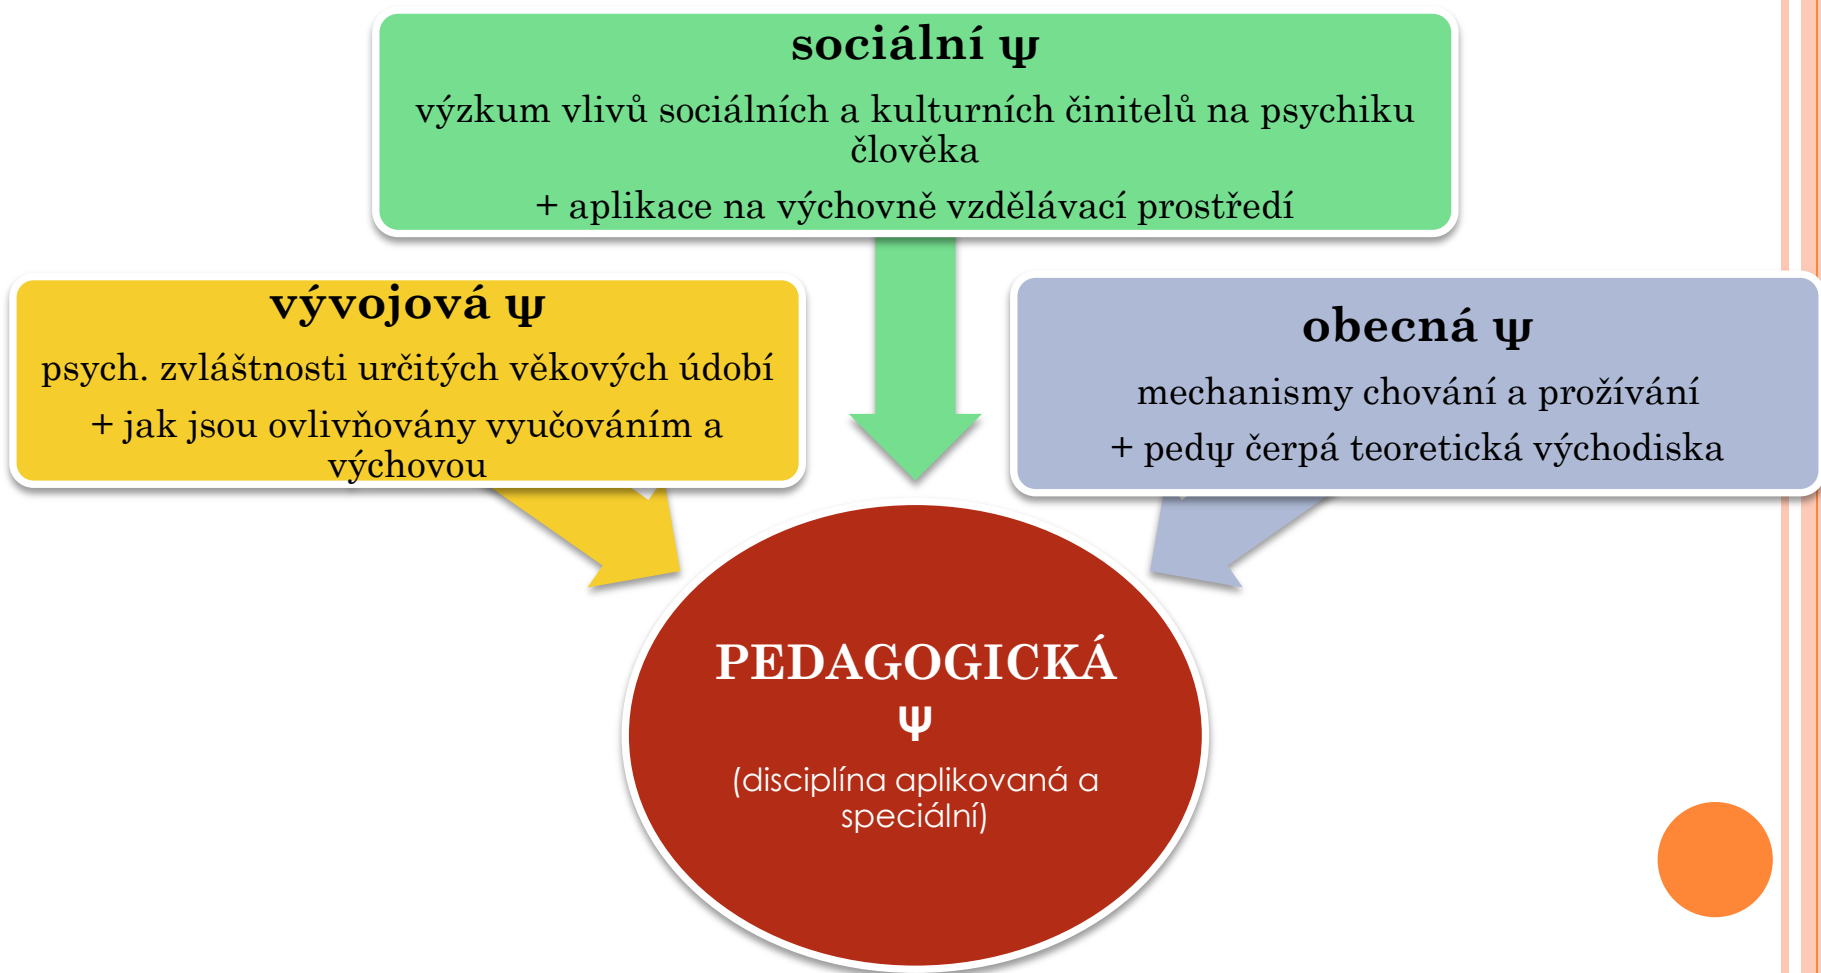 sociální ψ
výzkum vlivů sociálních a kulturních činitelů na psychiku
člověka
+ aplikace na výchovně vzdělávací prostředí
vývojová ψ
psych. zvláštnosti určitých věkových údobí
+ jak jsou ovlivňovány vyučováním a
výchovou
obecná ψ
mechanismy chování a prožívání
+ pedψ čerpá teoretická východiska
PEDAGOGICKÁ
ψ
(disciplína aplikovaná a
speciální)